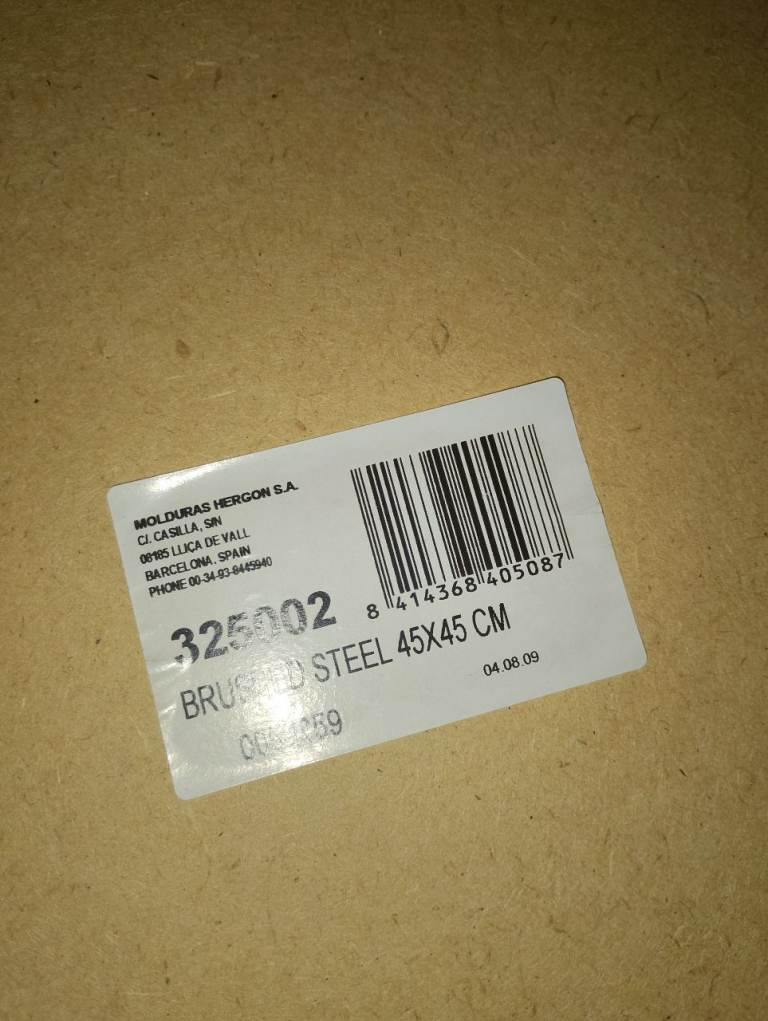 MOLDURAS HERGON S.A.
C/. CASILLA, S/N
08185 LLIÇA DE VALL
BARCELONA, SPAIN
PHONE 00-34-93-8445940
8 414368 405087
325002
STEEL 45X45 CM
04.08.09